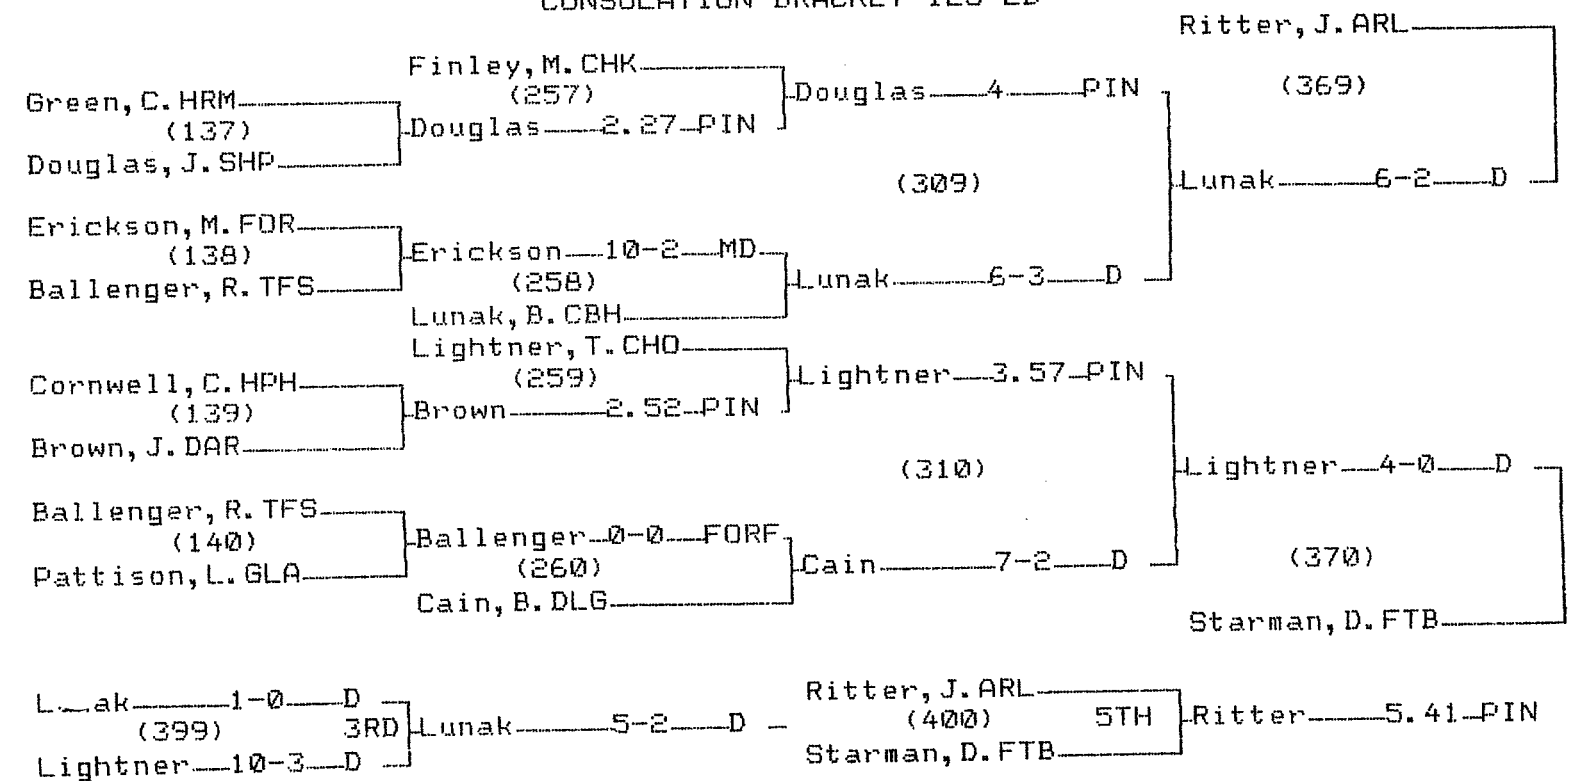 CONSOLATION BRACKET
Ritter, J. ARL
Finley, M. CHK
(369)
Green, C. HRM
(257)
Douglas 4 PIN
(137)
Douglas 2.27 PIN
Douglas, J. SHP
(309)
Lunak 6-2 D
Erickson, M. FOR
(138)
Erickson 10-2 MD
Ballenger, R. TFS
(258)
Lunak 6-3 D
Lunak, B. CBH
Lightner, T. CHO
Cornwell, C. HPH
(259)
Lightner 3.57 PIN
(139)
Brown 2.52 PIN
Brown, J. DAR
(310)
Lightner 4-0 D
Ballenger, R. TFS
(140)
Ballenger 0-0 FORF
Pattison, L. GLA
(260)
Cain 7-2 D
(370)
Cain, B. DLG
Starman, D. FTB
1-0 D
(399) 3RD
Lunak 5-2 D
Lightner 10-3 D
Ritter, J. ARL
(400) 5TH
Ritter 5.41 PIN
Starman, D. FTB